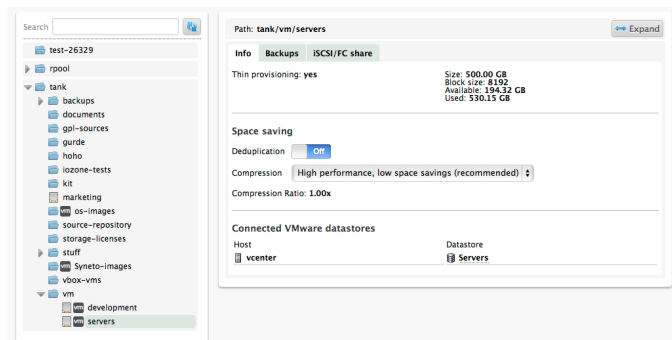 Search
test-26329
rpool
tank
backups
documents
gpl-sources
gurde
hoho
iozone-tests
kit
marketing
vm os-images
source-repository
storage-licenses
stuff
vm Syneto-images
vbox-vms
vm
vm development
vm servers
Path: tank/vm/servers
Expand
Info Backups iSCSI/FC share
Thin provisioning: yes
Size: 500.00 GB
Block size: 8192
Available: 194.32 GB
Used: 530.15 GB
Space saving
Deduplication Off
Compression High performance, low space savings (recommended)
Compression Ratio: 1.00x
Connected VMware datastores
Host Datastore
vcenter Servers